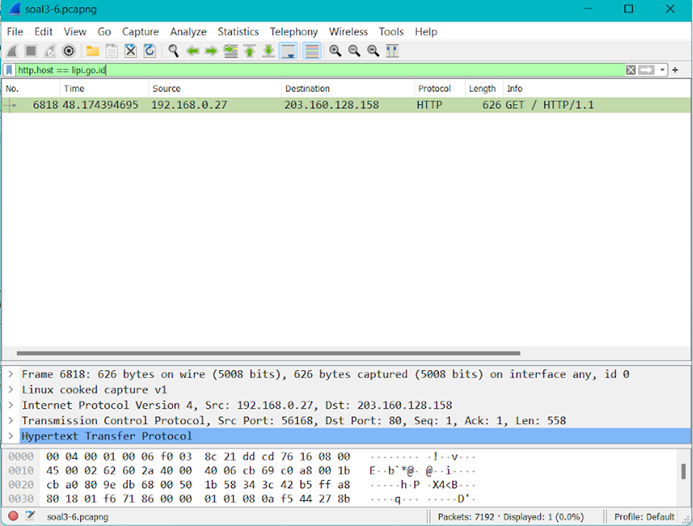 soal3-6.pcapng
File Edit View Go Capture Analyze Statistics Telephony Wireless Tools Help
http.host == lipi.go.id
No. Time Source Destination Protocol Length Info
6818 48.174394695 192.168.0.27 203.160.128.158 HTTP 626 GET / HTTP/1.1
Frame 6818: 626 bytes on wire (5008 bits), 626 bytes captured (5008 bits) on interface any, id 0
Linux cooked capture v1
Internet Protocol Version 4, Src: 192.168.0.27, Dst: 203.160.128.158
Transmission Control Protocol, Src Port: 56168, Dst Port: 80, Seq: 1, Ack: 1, Len: 558
Hypertext Transfer Protocol
0000 00 04 00 01 00 06 f0 03 8c 21 dd cd 76 16 08 00 ········ ·!··v···
0010 45 00 02 62 60 2a 40 00 40 06 cb 69 c0 a8 00 1b E··b`*@· @··i····
0020 cb a0 80 9e db 68 00 50 1b 58 34 3c 42 b5 ff a8 ·····h·P ·X4<B···
0030 80 18 01 f6 71 86 00 00 01 01 08 0a f5 44 27 8b ····q··· ·····D'·
soal3-6.pcapng Packets: 7192 · Displayed: 1 (0.0%) Profile: Default